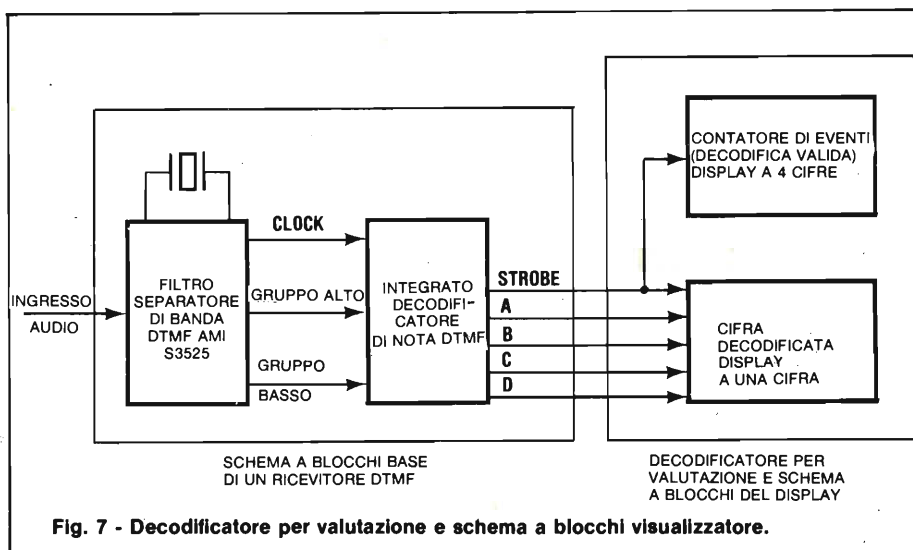 CONTATORE DI EVENTI
(DECODIFICA VALIDA)
DISPLAY A 4 CIFRE
INGRESSO
AUDIO
FILTRO
SEPARATORE
DI BANDA
DTMF AMI
S3525
CLOCK
GRUPPO ALTO
GRUPPO
BASSO
INTEGRATO
DECODIFI-
CATORE
DI NOTA DTMF
STROBE
A
B
C
D
CIFRA
DECODIFICATA
DISPLAY
A UNA CIFRA
SCHEMA A BLOCCHI BASE
DI UN RICEVITORE DTMF
DECODIFICATORE PER
VALUTAZIONE E SCHEMA
A BLOCCHI DEL DISPLAY
Fig. 7 - Decodificatore per valutazione e schema a blocchi visualizzatore.